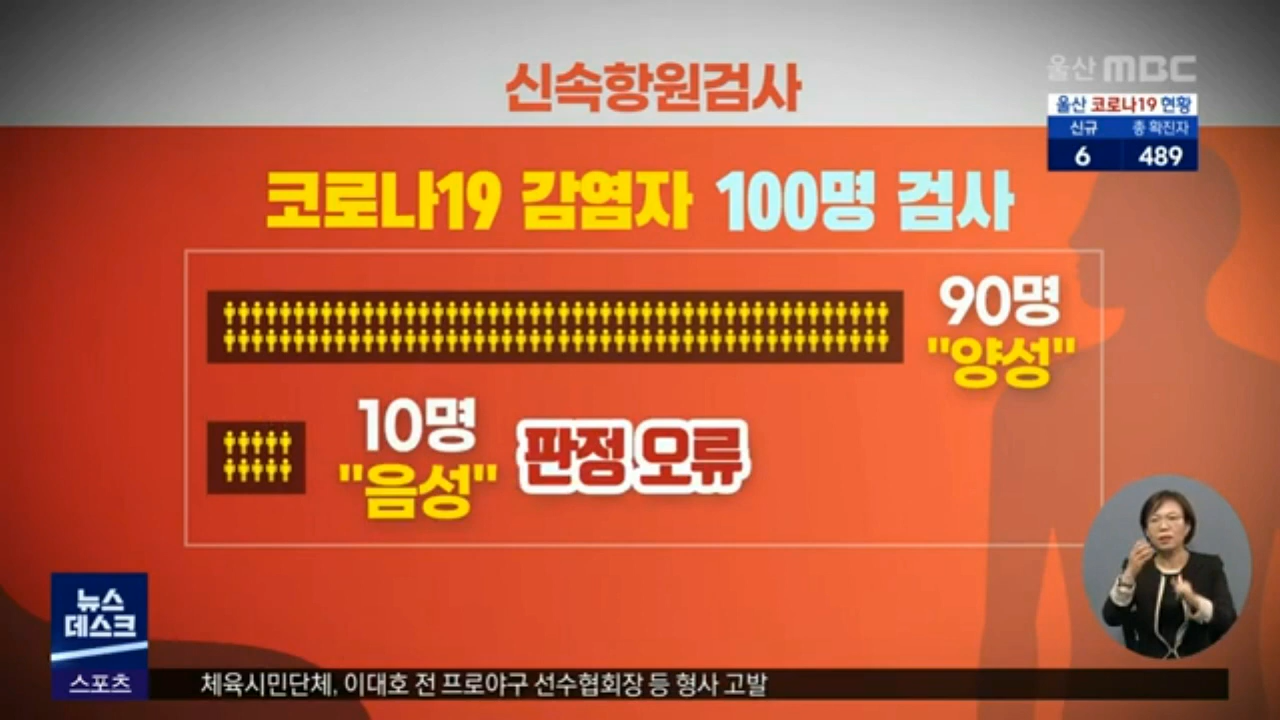 신속항원검사
울산 MBC
울산 코로나19 현황
신규 총 확진자
6 489
코로나19 감염자 100명 검사
90명
"양성"
10명
"음성"
판정 오류
뉴스
데스크
스포츠
체육시민단체, 이대호 전 프로야구 선수협회장 등 형사 고발